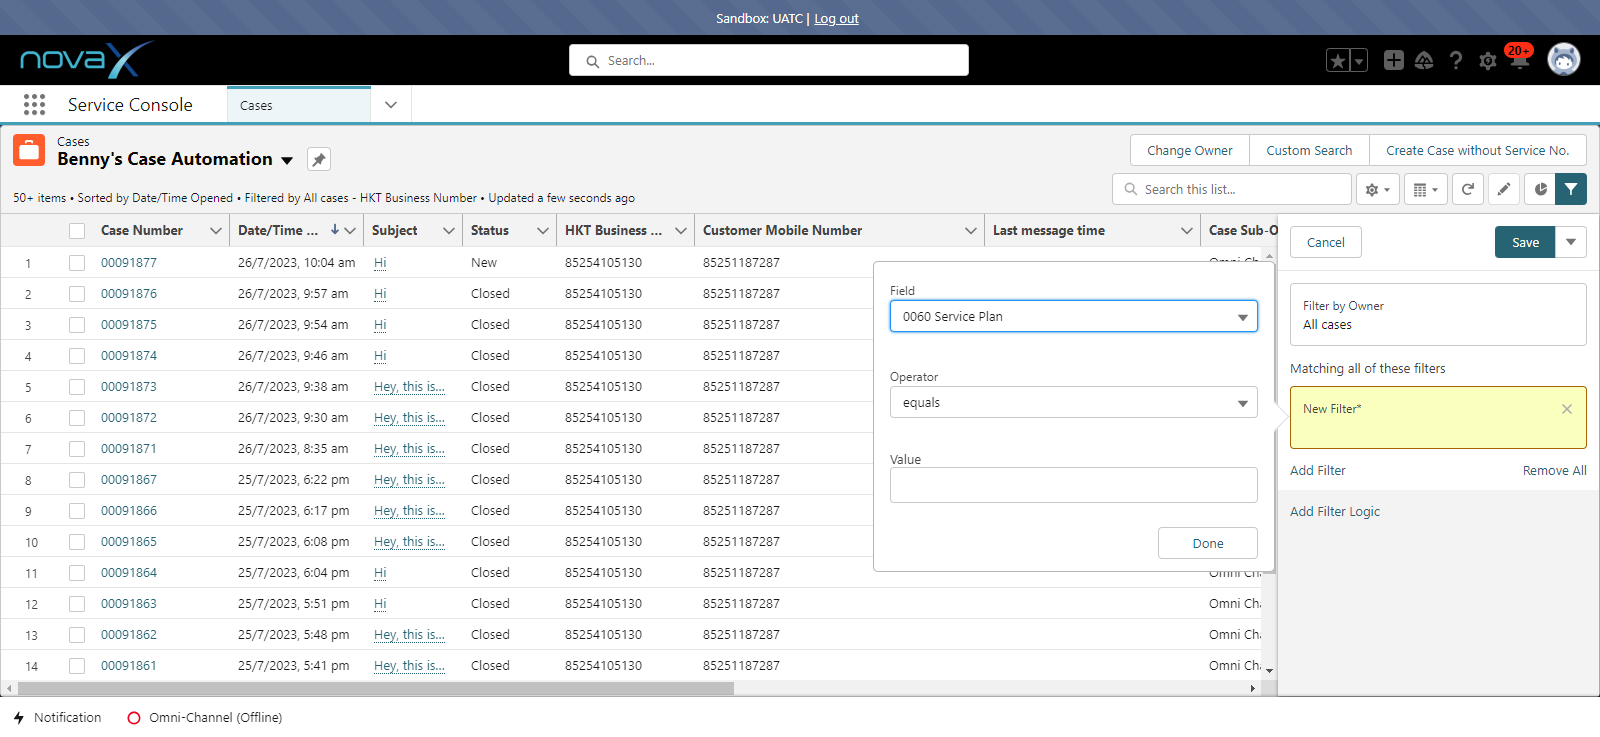 Sandbox: UATC | Log out
novaX
Search...
20+
Service Console
Cases
Cases
Benny's Case Automation
Change Owner
Custom Search
Create Case without Service No.
50+ items • Sorted by Date/Time Opened • Filtered by All cases - HKT Business Number • Updated a few seconds ago
Search this list...
Case Number Date/Time ... Subject Status HKT Business ... Customer Mobile Number Last message time Case Sub-O
1 00091877 26/7/2023, 10:04 am Hi New 85254105130 85251187287
2 00091876 26/7/2023, 9:57 am Hi Closed 85254105130 85251187287
3 00091875 26/7/2023, 9:54 am Hi Closed 85254105130 85251187287
4 00091874 26/7/2023, 9:46 am Hi Closed 85254105130 85251187287
5 00091873 26/7/2023, 9:38 am Hey, this is... Closed 85254105130 85251187287
6 00091872 26/7/2023, 9:30 am Hey, this is... Closed 85254105130 85251187287
7 00091871 26/7/2023, 8:35 am Hey, this is... Closed 85254105130 85251187287
8 00091867 25/7/2023, 6:22 pm Hey, this is... Closed 85254105130 85251187287
9 00091866 25/7/2023, 6:17 pm Hey, this is... Closed 85254105130 85251187287
10 00091865 25/7/2023, 6:08 pm Hey, this is... Closed 85254105130 85251187287
11 00091864 25/7/2023, 6:04 pm Hi Closed 85254105130 85251187287 Omni Cha
12 00091863 25/7/2023, 5:51 pm Hi Closed 85254105130 85251187287 Omni Cha
13 00091862 25/7/2023, 5:48 pm Hey, this is... Closed 85254105130 85251187287 Omni Cha
14 00091861 25/7/2023, 5:41 pm Hey, this is... Closed 85254105130 85251187287 Omni Cha
Field
0060 Service Plan
Operator
equals
Value
Done
Cancel
Save
Filter by Owner
All cases
Matching all of these filters
New Filter*
Add Filter
Remove All
Add Filter Logic
Notification
Omni-Channel (Offline)